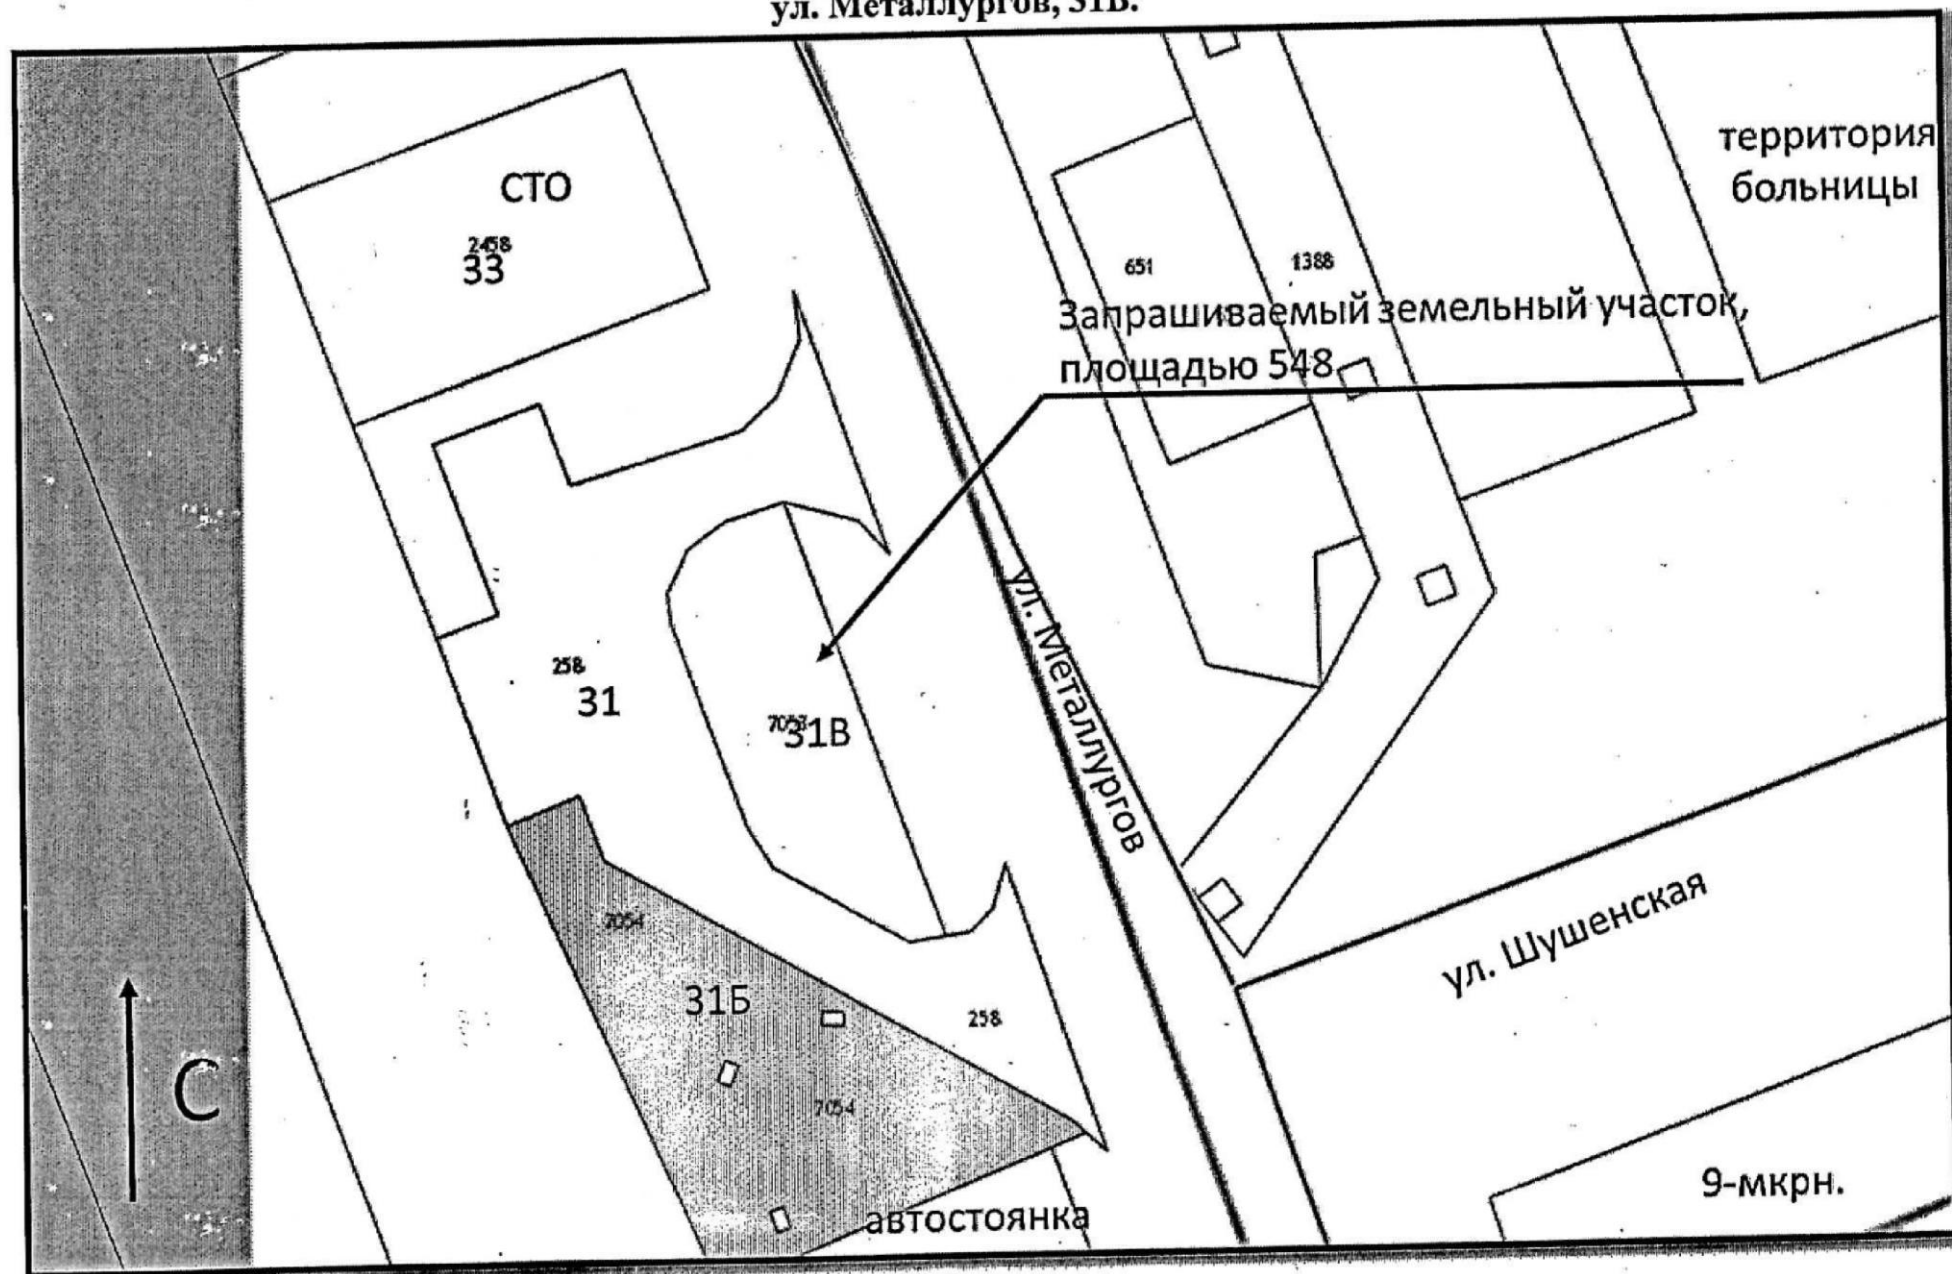 ул. Металлургов, 31В.
СТО
2458
33
территория
больницы
651
1388
Запрашиваемый земельный участок,
площадью 548
ул. Металлургов
258
31
7053
31В
7054
31Б
258
7054
ул. Шушенская
С
9-мкрн.
автостоянка